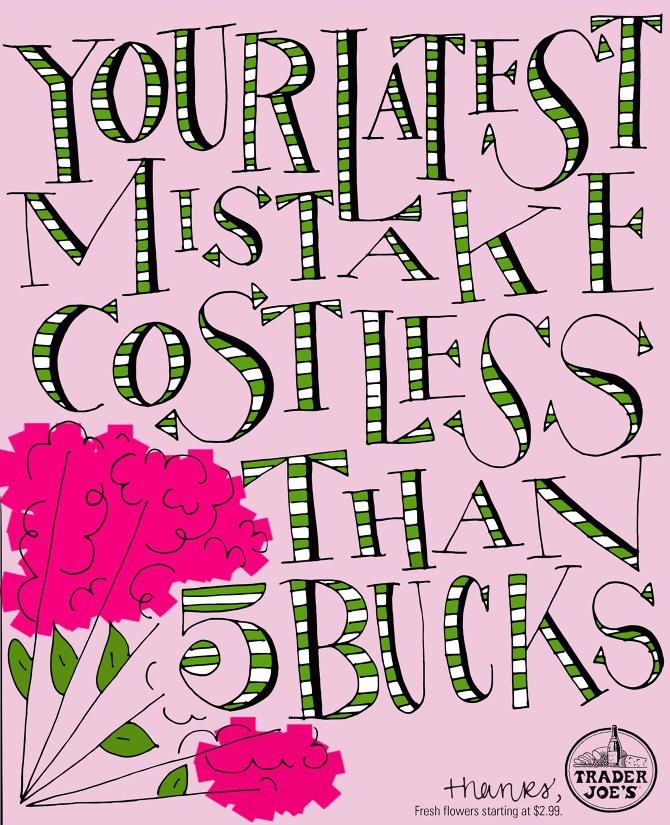 YOUR LATEST
MISTAKE
COST LESS
THAN
5 BUCKS
thanks,
Fresh flowers starting at $2.99.
TRADER
JOE'S